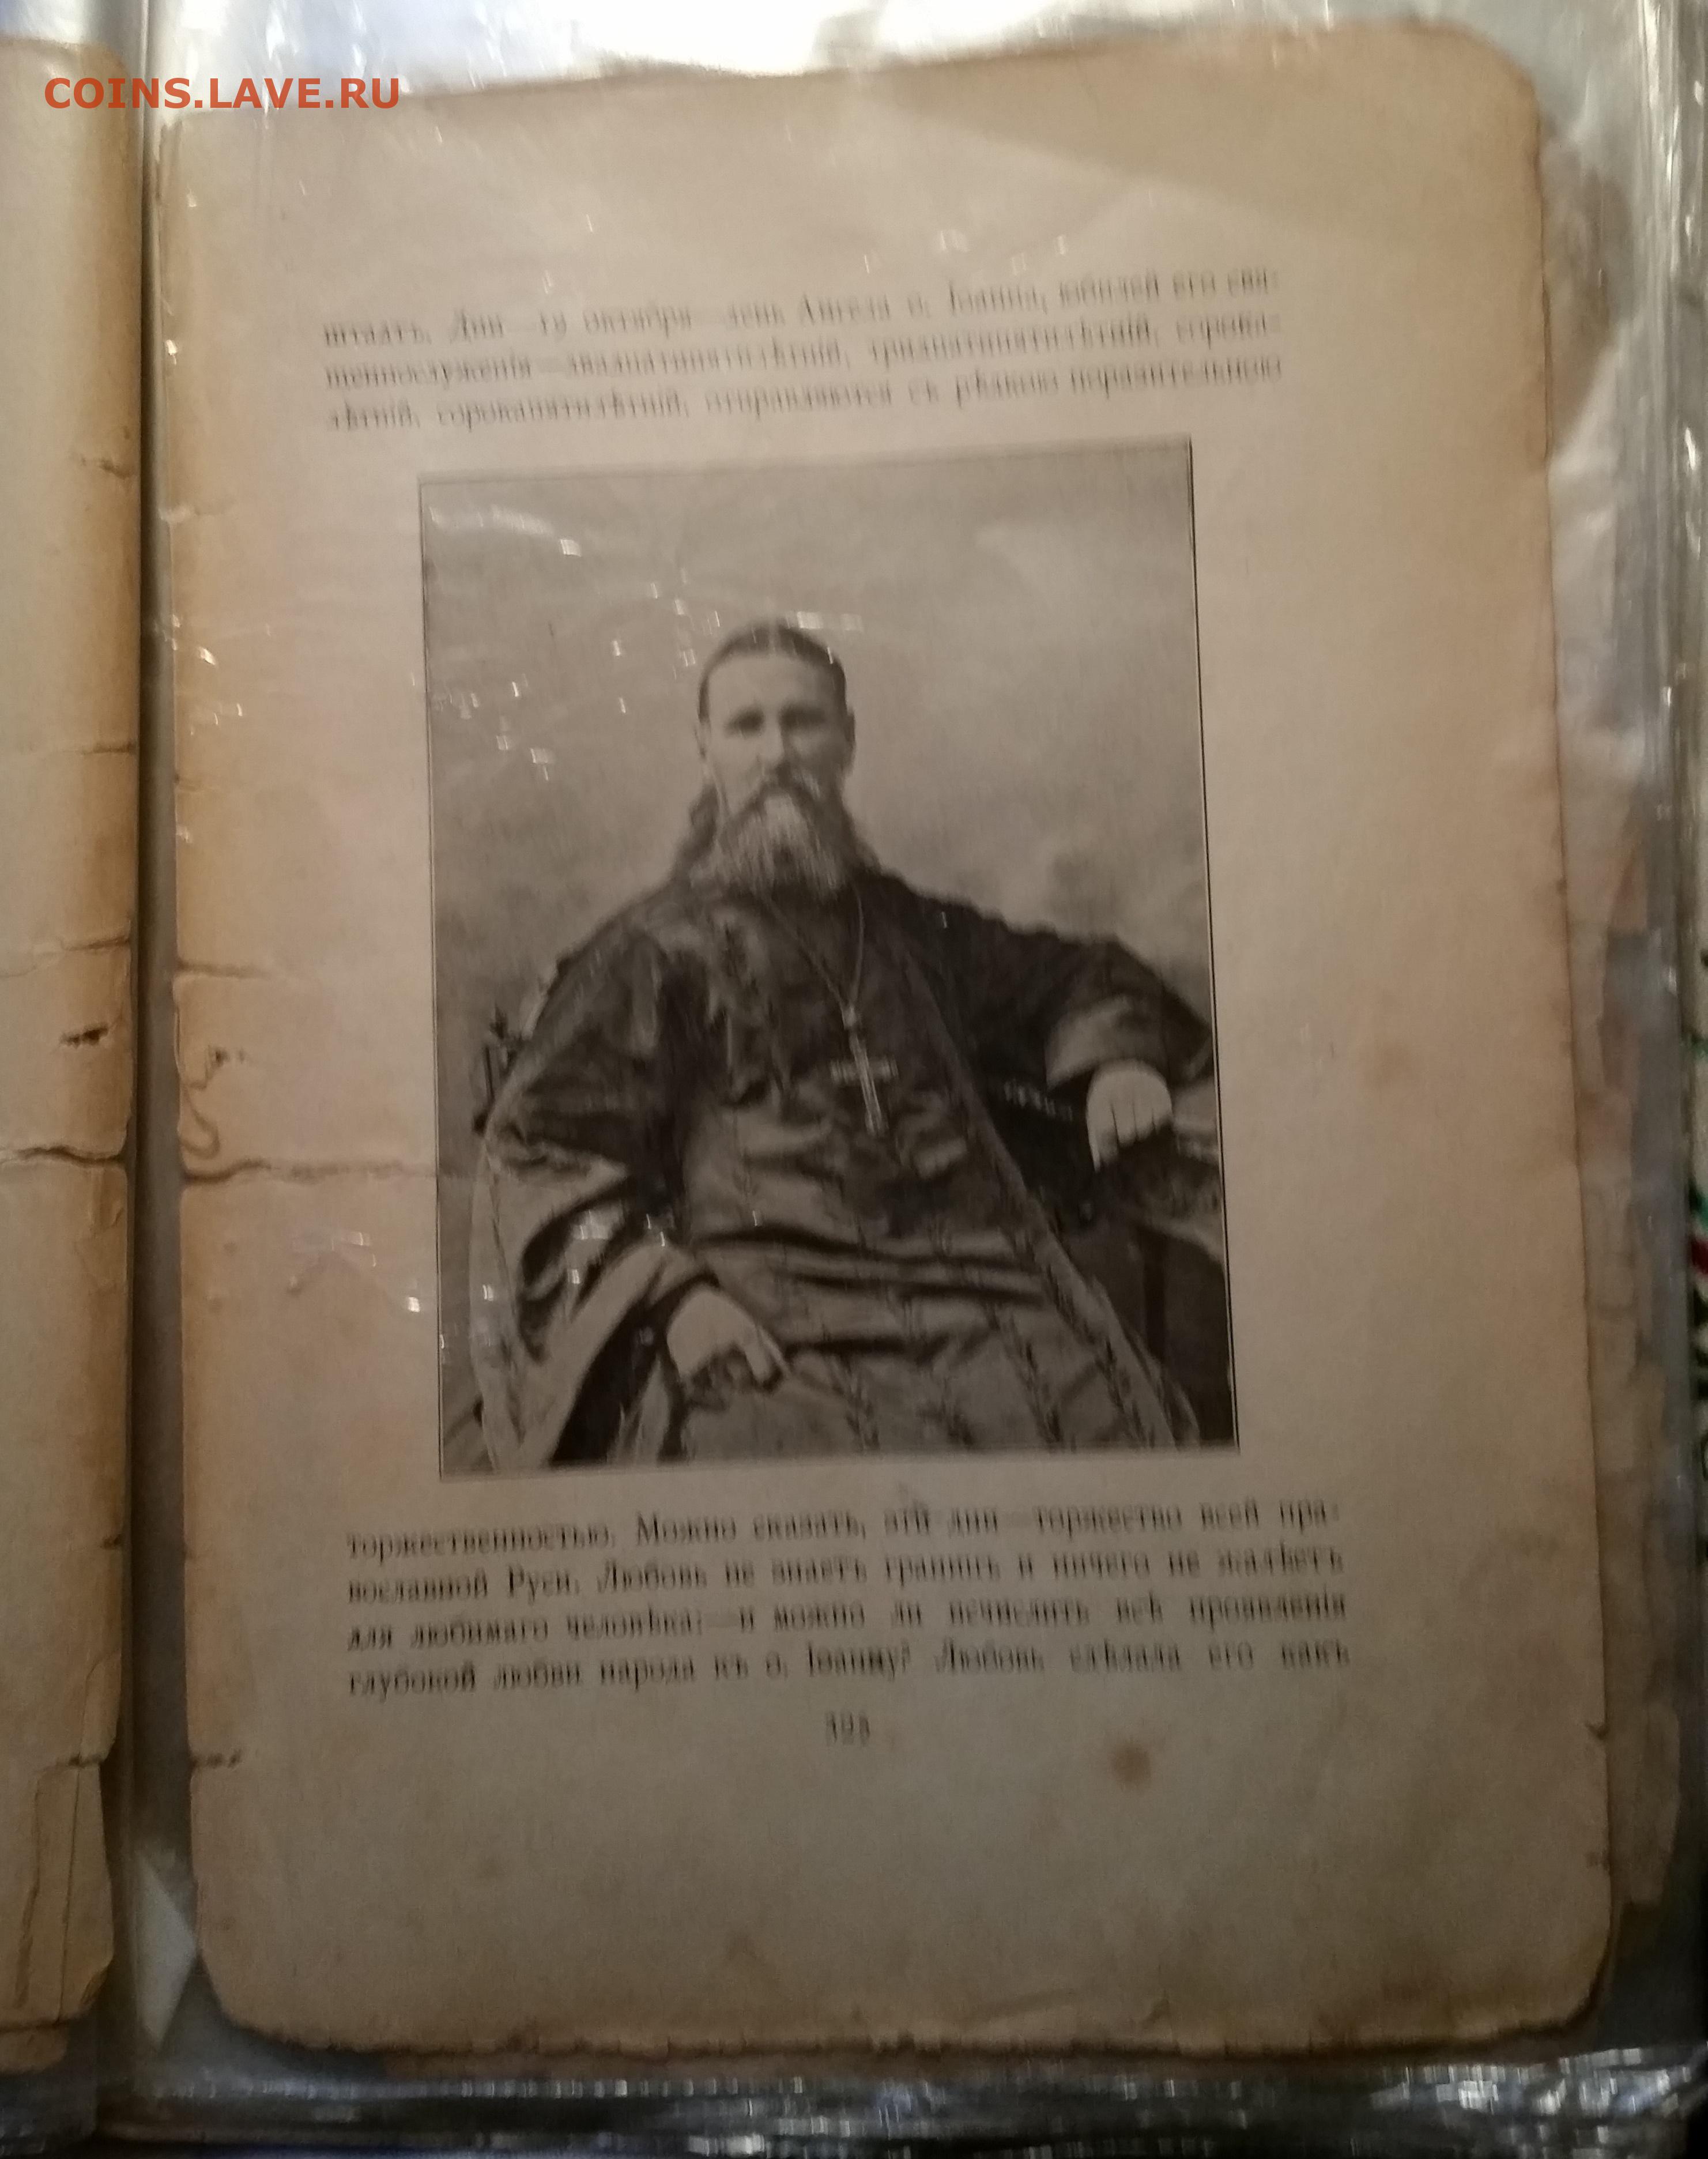 COINS.LAVE.RU
Дни—19 октября—день Ангела о. Іоанна, юбилей его свя-
щеннослуженія—двадцатипятилѣтній, тридцатипятилѣтній, сорока-
лѣтній, сорокапятилѣтній, отправляются съ рѣдкою поразительною
торжественностью. Можно сказать, эти дни—торжество всей пра-
вославной Руси. Любовь не знаетъ границъ и ничего не жалѣетъ
для любимаго человѣка:—и можно ли исчислить всѣ проявленія
глубокой любви народа къ о. Іоанну? Любовь сдѣлала его какъ